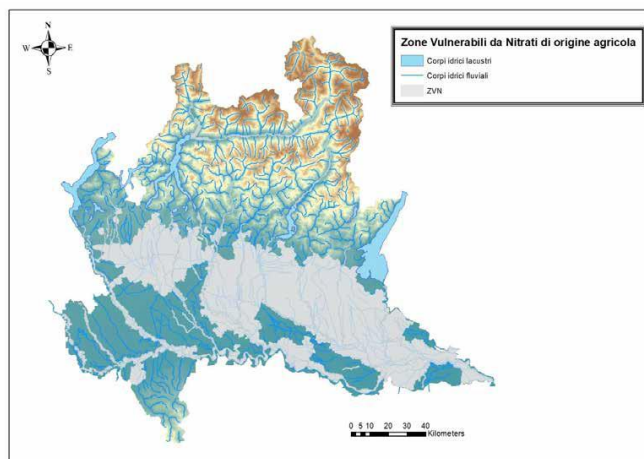 N
W E
S
Zone Vulnerabili da Nitrati di origine agricola
Corpi idrici lacustri
Corpi idrici fluviali
ZVN
0 5 10 20 30 40
Kilometers